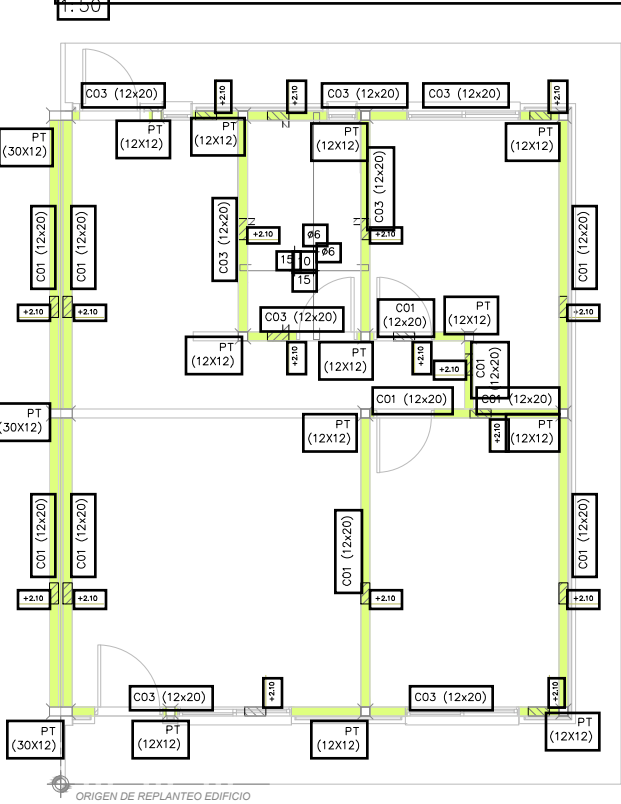 1:50
C03 (12x20)
+2.10
+2.10
C03 (12x20)
C03 (12x20)
+2.10
PT
(30X12)
PT
(12X12)
PT
(12X12)
PT
(12X12)
PT
(12X12)
C03 (12x20)
C01 (12x20)
C01 (12x20)
C03 (12x20)
C01 (12x20)
+2.10
ø6
+2.10
ø6
15
0
15
+2.10
+2.10
+2.10
C03 (12x20)
C01
(12x20)
PT
(12X12)
PT
(12X12)
+2.10
PT
(12X12)
+2.10
+2.10
C01
(12x20)
C01 (12x20)
C01 (12x20)
PT
(30X12)
PT
(12X12)
+2.10
PT
(12X12)
C01 (12x20)
C01 (12x20)
C01 (12x20)
C01 (12x20)
+2.10
+2.10
+2.10
+2.10
C03 (12x20)
+2.10
C03 (12x20)
+2.10
PT
(30X12)
PT
(12X12)
PT
(12X12)
PT
(12X12)
ORIGEN DE REPLANTEO EDIFICIO